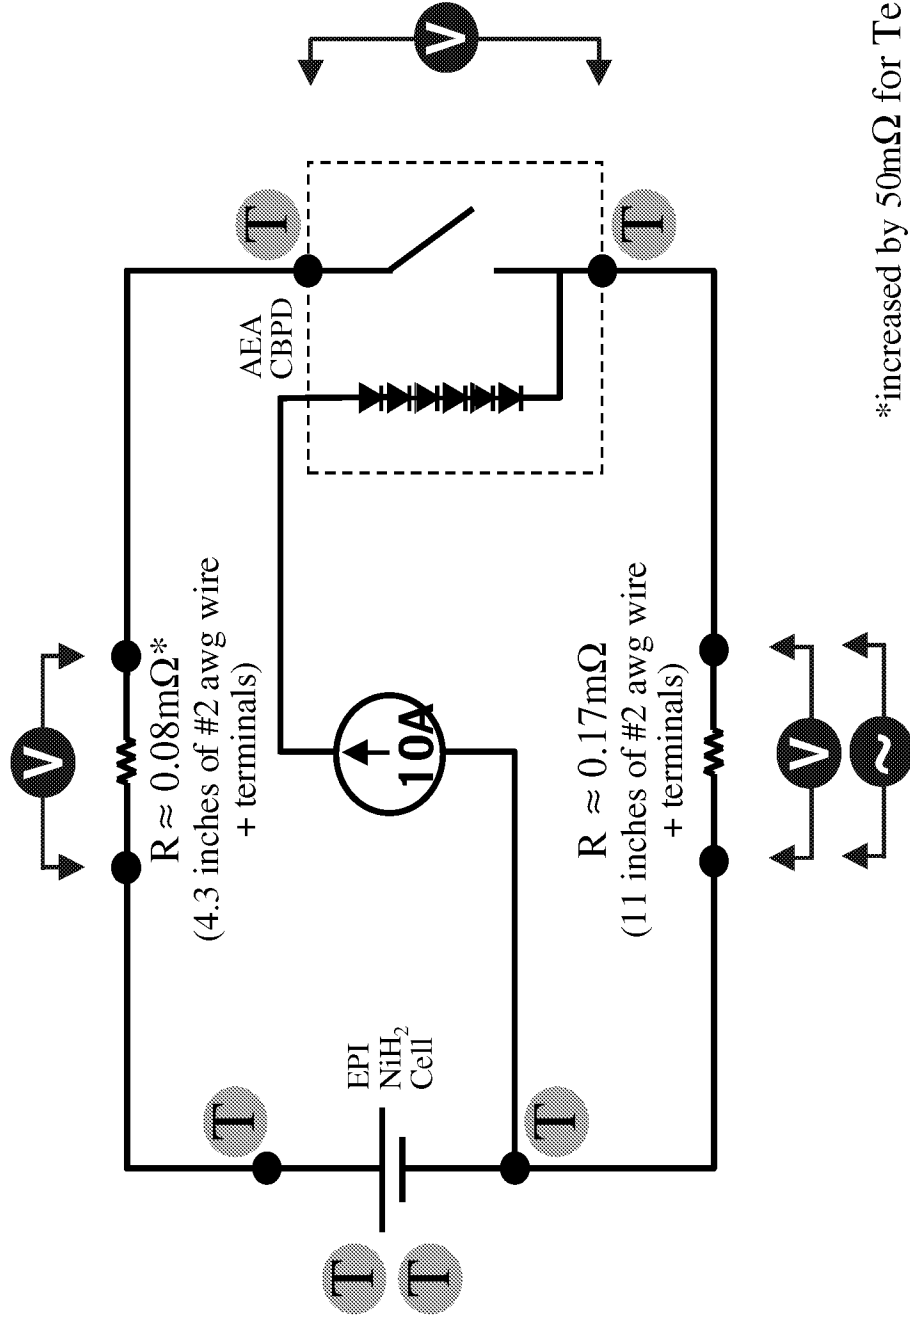 V
T
AEA
CBPD
T
V
R ≈ 0.08mΩ*
(4.3 inches of #2 awg wire
+ terminals)
10A
R ≈ 0.17mΩ
(11 inches of #2 awg wire
+ terminals)
V
~
T
EPI
NiH₂
Cell
T
T
T
*increased by 50mΩ for Te